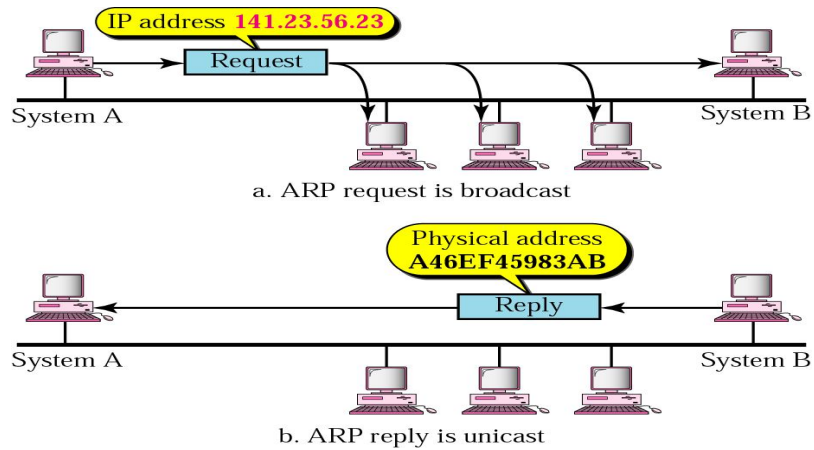 IP address 141.23.56.23
Request
System A
System B
a. ARP request is broadcast
Physical address
A46EF45983AB
Reply
System A
System B
b. ARP reply is unicast